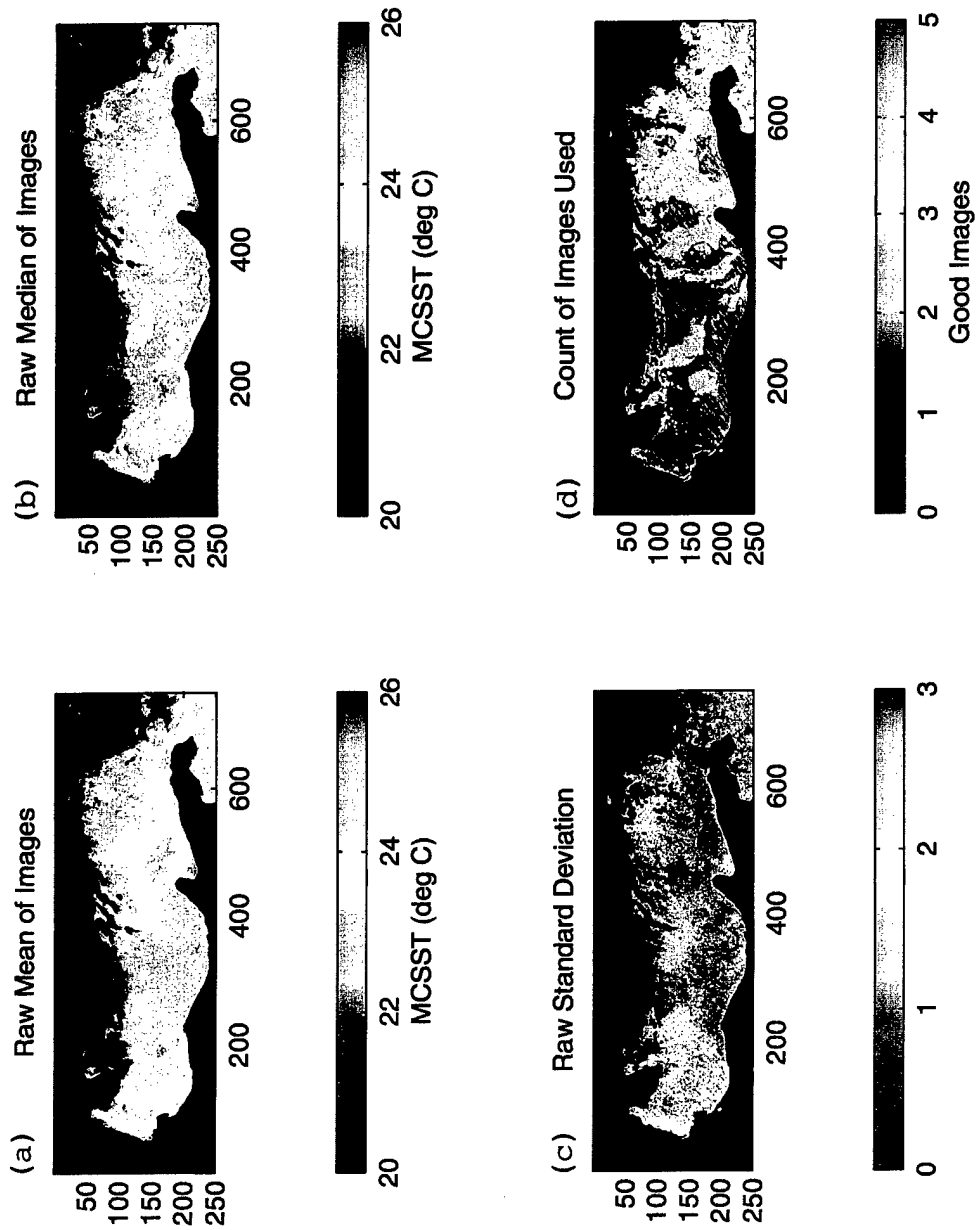 (a) Raw Mean of Images
50
100
150
200
250
200 400 600
MCSST (deg C)
20 22 24 26
(b) Raw Median of Images
50
100
150
200
250
200 400 600
MCSST (deg C)
20 22 24 26
(c) Raw Standard Deviation
50
100
150
200
250
200 400 600
0 1 2 3
(d) Count of Images Used
50
100
150
200
250
200 400 600
0 1 2 3 4 5
Good Images